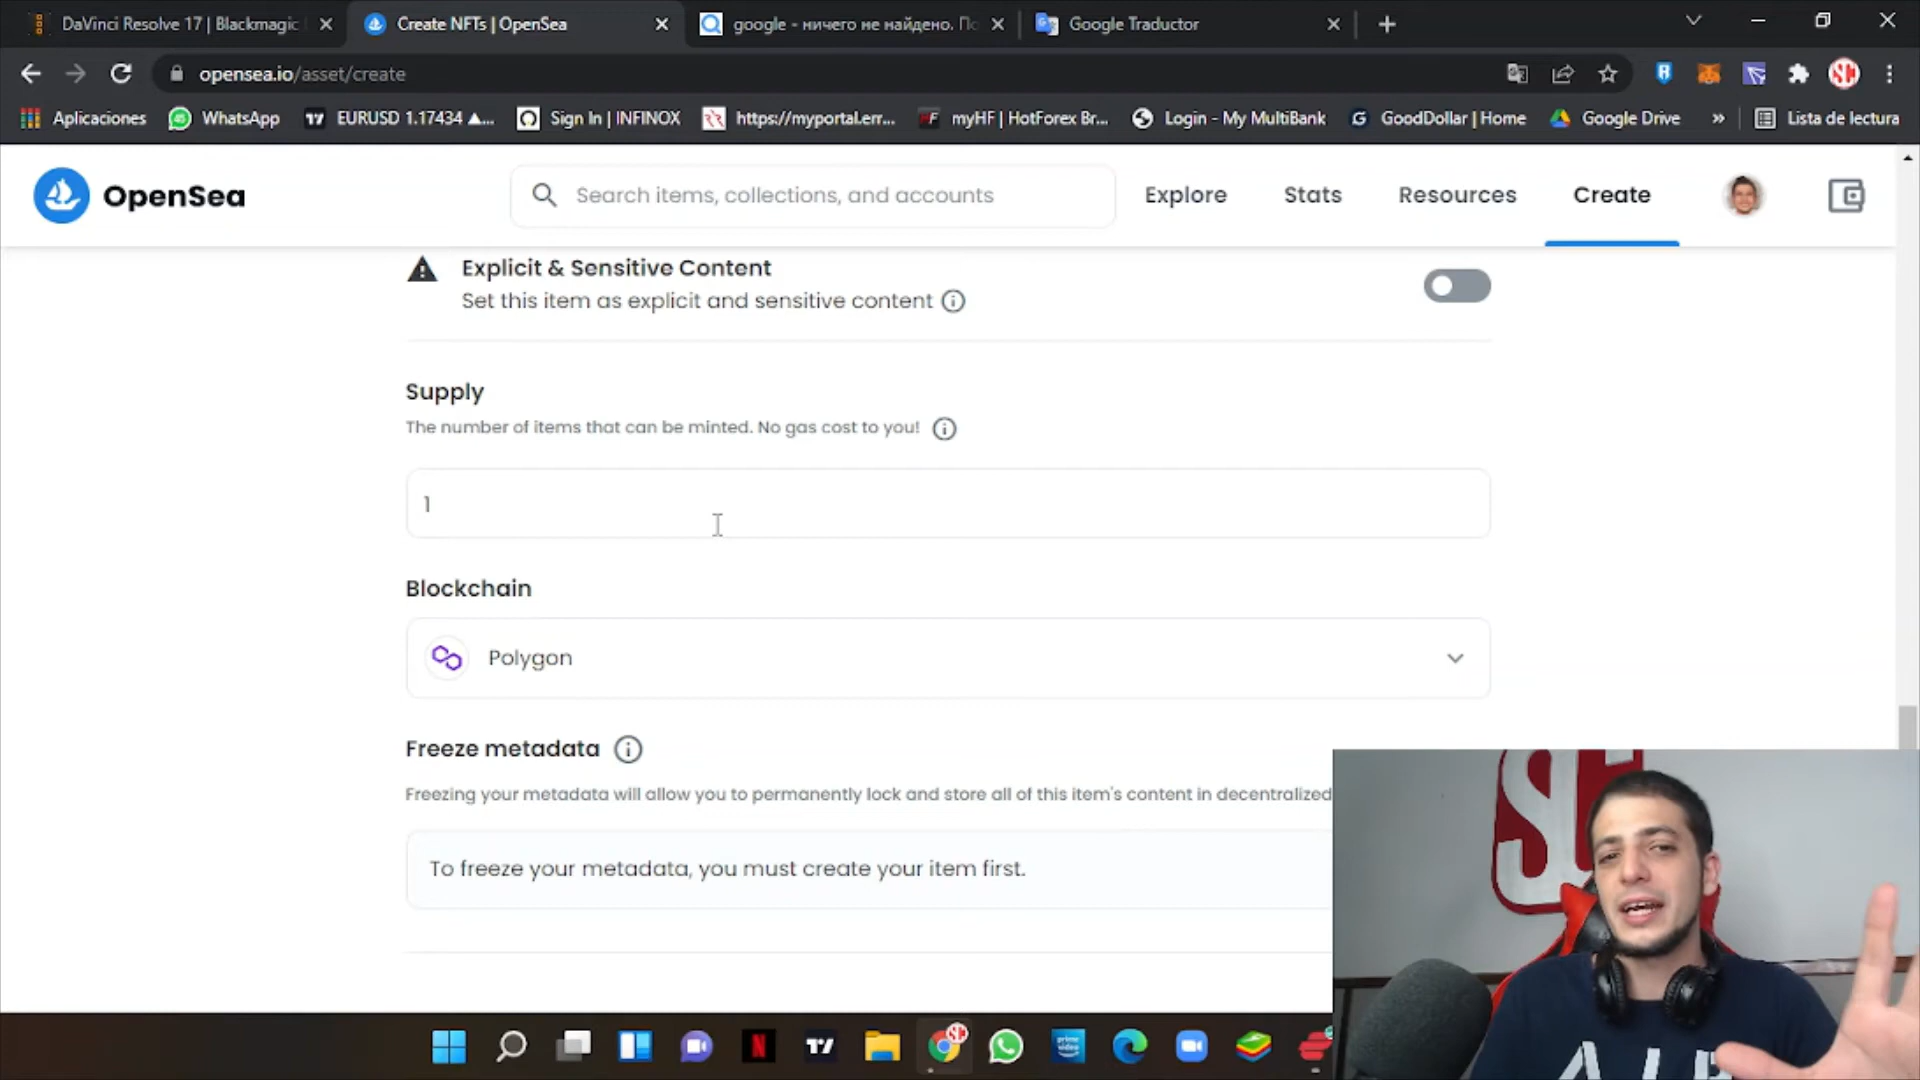 DaVinci Resolve 17 | Blackmagic
Create NFTs | OpenSea
google - ничего не найдено. По
Google Traductor
opensea.io/asset/create
Aplicaciones
WhatsApp
EURUSD 1.17434 ▲...
Sign In | INFINOX
https://myportal.err...
myHF | HotForex Br...
Login - My MultiBank
GoodDollar | Home
Google Drive
»
Lista de lectura
OpenSea
Search items, collections, and accounts
Explore
Stats
Resources
Create
Explicit & Sensitive Content
Set this item as explicit and sensitive content
Supply
The number of items that can be minted. No gas cost to you!
1
Blockchain
Polygon
Freeze metadata
Freezing your metadata will allow you to permanently lock and store all of this item's content in decentralized
To freeze your metadata, you must create your item first.